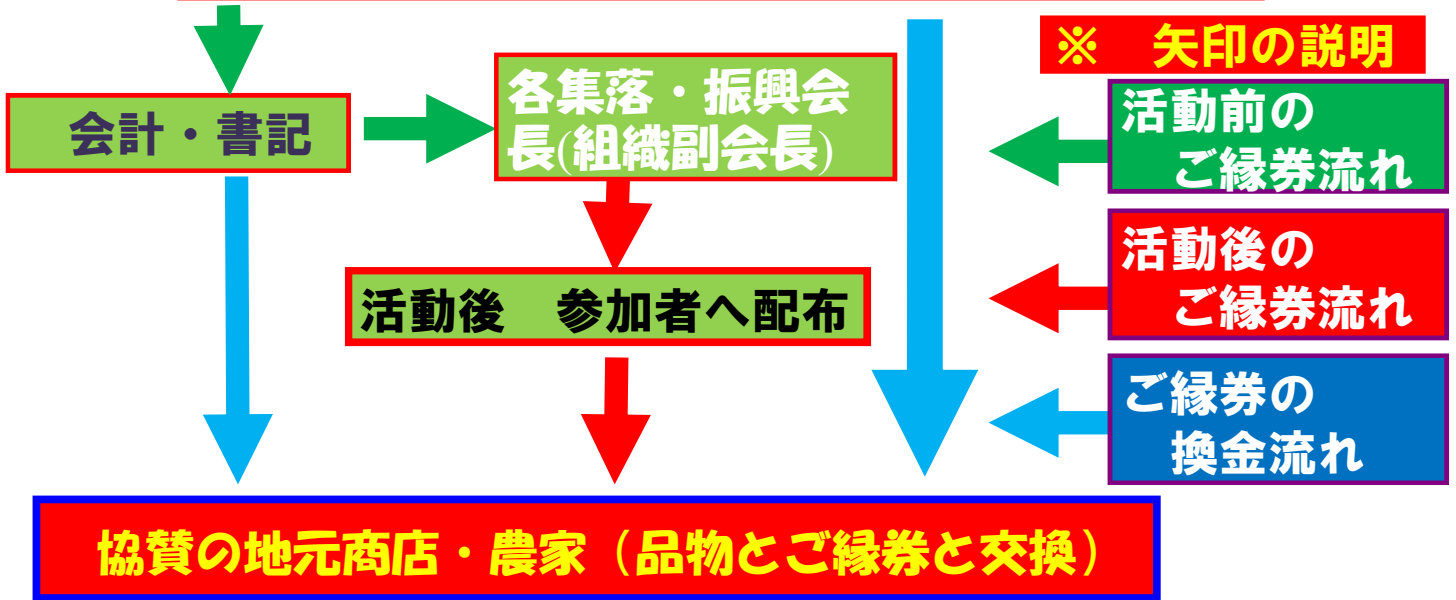 ※　矢印の説明
各集落・振興会
長(組織副会長)
会計・書記
活動前の
ご縁券流れ
活動後の
ご縁券流れ
活動後　参加者へ配布
ご縁券の
換金流れ
協賛の地元商店・農家（品物とご縁券と交換）